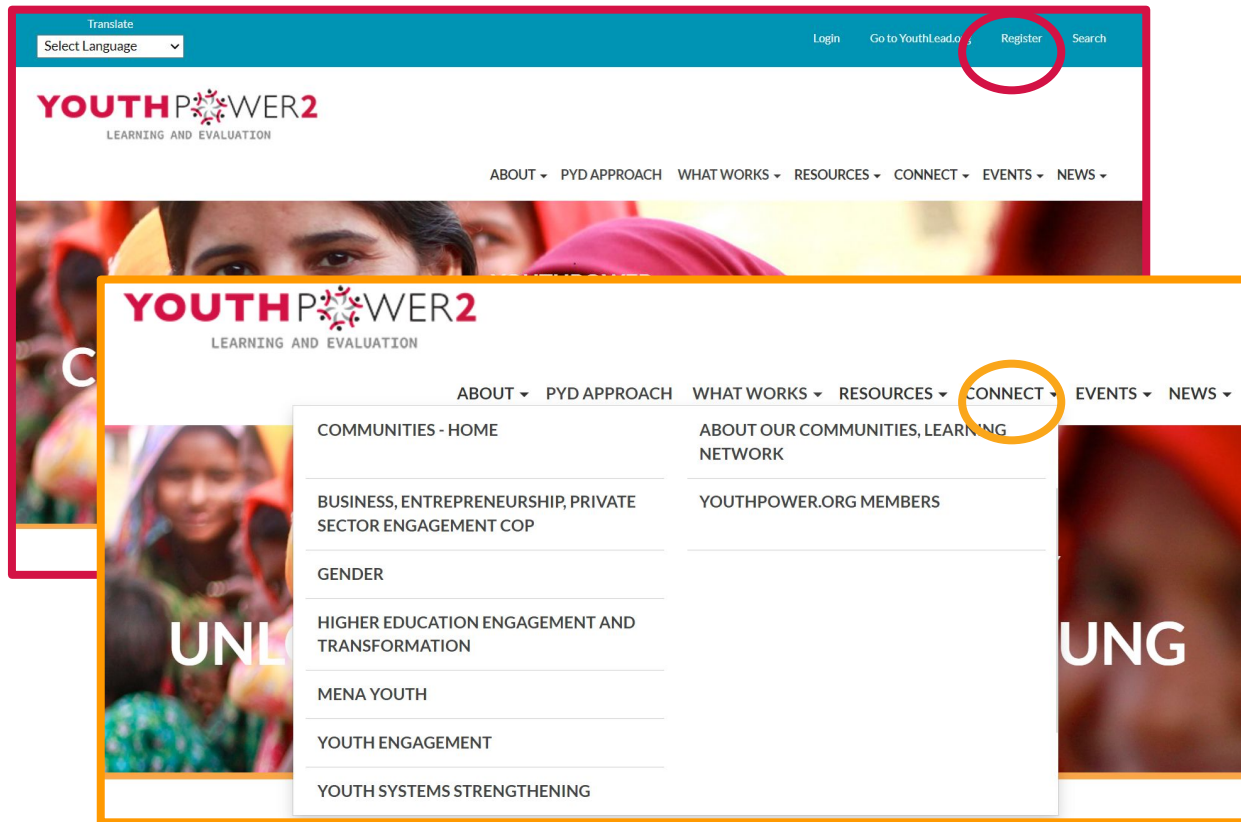 Translate
Select Language
Login Go to YouthLead.org Register Search
YOUTHPOWER2
LEARNING AND EVALUATION
ABOUT PYD APPROACH WHAT WORKS RESOURCES CONNECT EVENTS NEWS
C
YOUTHPOWER2
LEARNING AND EVALUATION
ABOUT PYD APPROACH WHAT WORKS RESOURCES CONNECT EVENTS NEWS
COMMUNITIES - HOME
BUSINESS, ENTREPRENEURSHIP, PRIVATE
SECTOR ENGAGEMENT COP
GENDER
HIGHER EDUCATION ENGAGEMENT AND
TRANSFORMATION
MENA YOUTH
YOUTH ENGAGEMENT
YOUTH SYSTEMS STRENGTHENING
ABOUT OUR COMMUNITIES, LEARNING
NETWORK
YOUTHPOWER.ORG MEMBERS
UNL
UNG